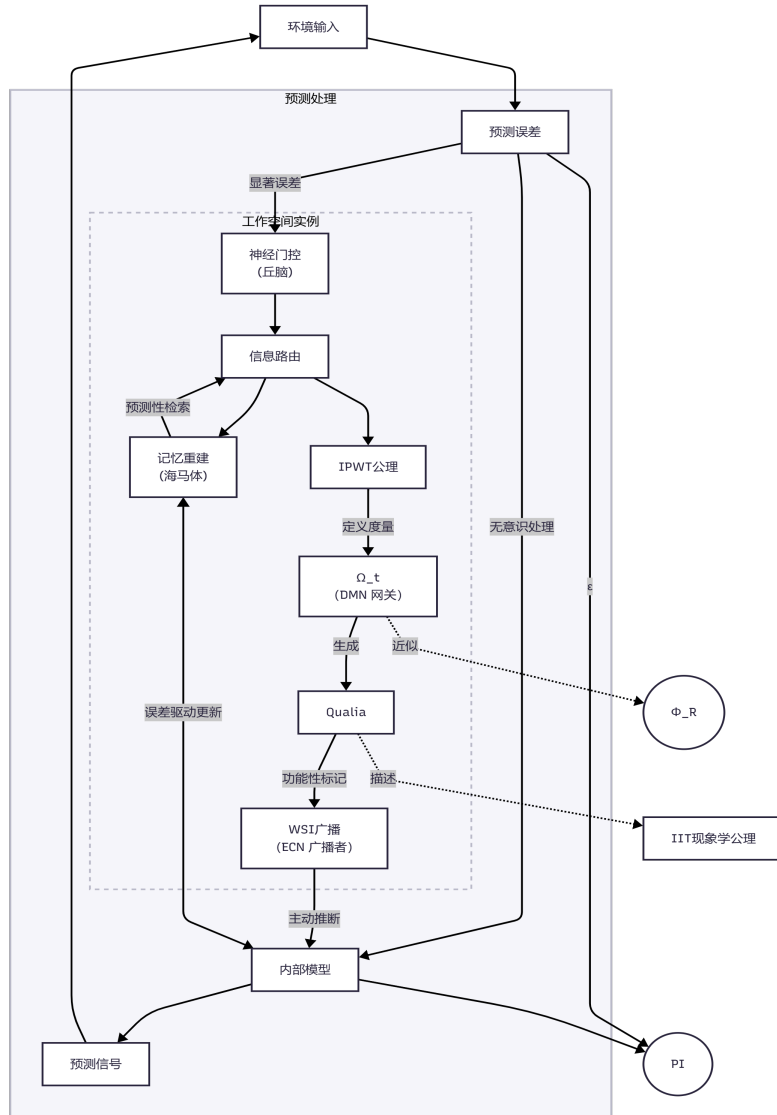 环境输入
预测处理
预测误差
显著误差
工作空间实例
神经门控
（丘脑）
信息路由
预测性检索
记忆重建
（海马体）
IPWT公理
定义度量
无意识处理
Ω_t
（DMN 网关）
ε
生成
近似
Qualia
Φ_R
误差驱动更新
功能性标记
描述
WSI广播
（ECN 广播者）
IIT现象学公理
主动推断
内部模型
预测信号
PI